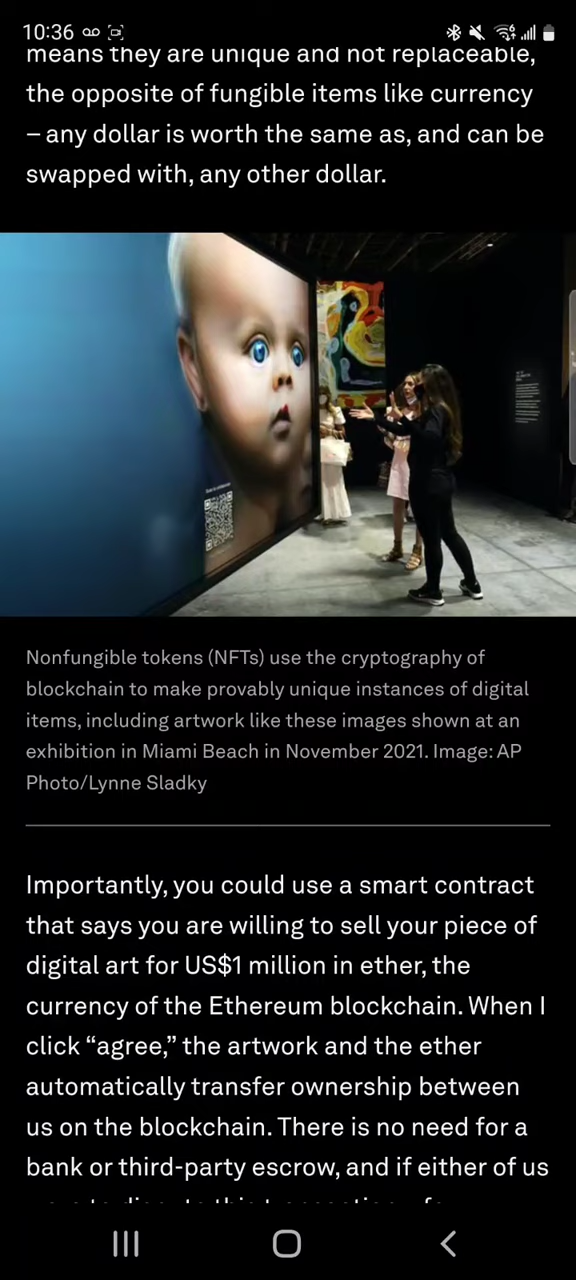 10:36
means they are unique and not replaceable,
the opposite of fungible items like currency
– any dollar is worth the same as, and can be
swapped with, any other dollar.
Nonfungible tokens (NFTs) use the cryptography of
blockchain to make provably unique instances of digital
items, including artwork like these images shown at an
exhibition in Miami Beach in November 2021. Image: AP
Photo/Lynne Sladky
Importantly, you could use a smart contract
that says you are willing to sell your piece of
digital art for US$1 million in ether, the
currency of the Ethereum blockchain. When I
click “agree,” the artwork and the ether
automatically transfer ownership between
us on the blockchain. There is no need for a
bank or third-party escrow, and if either of us